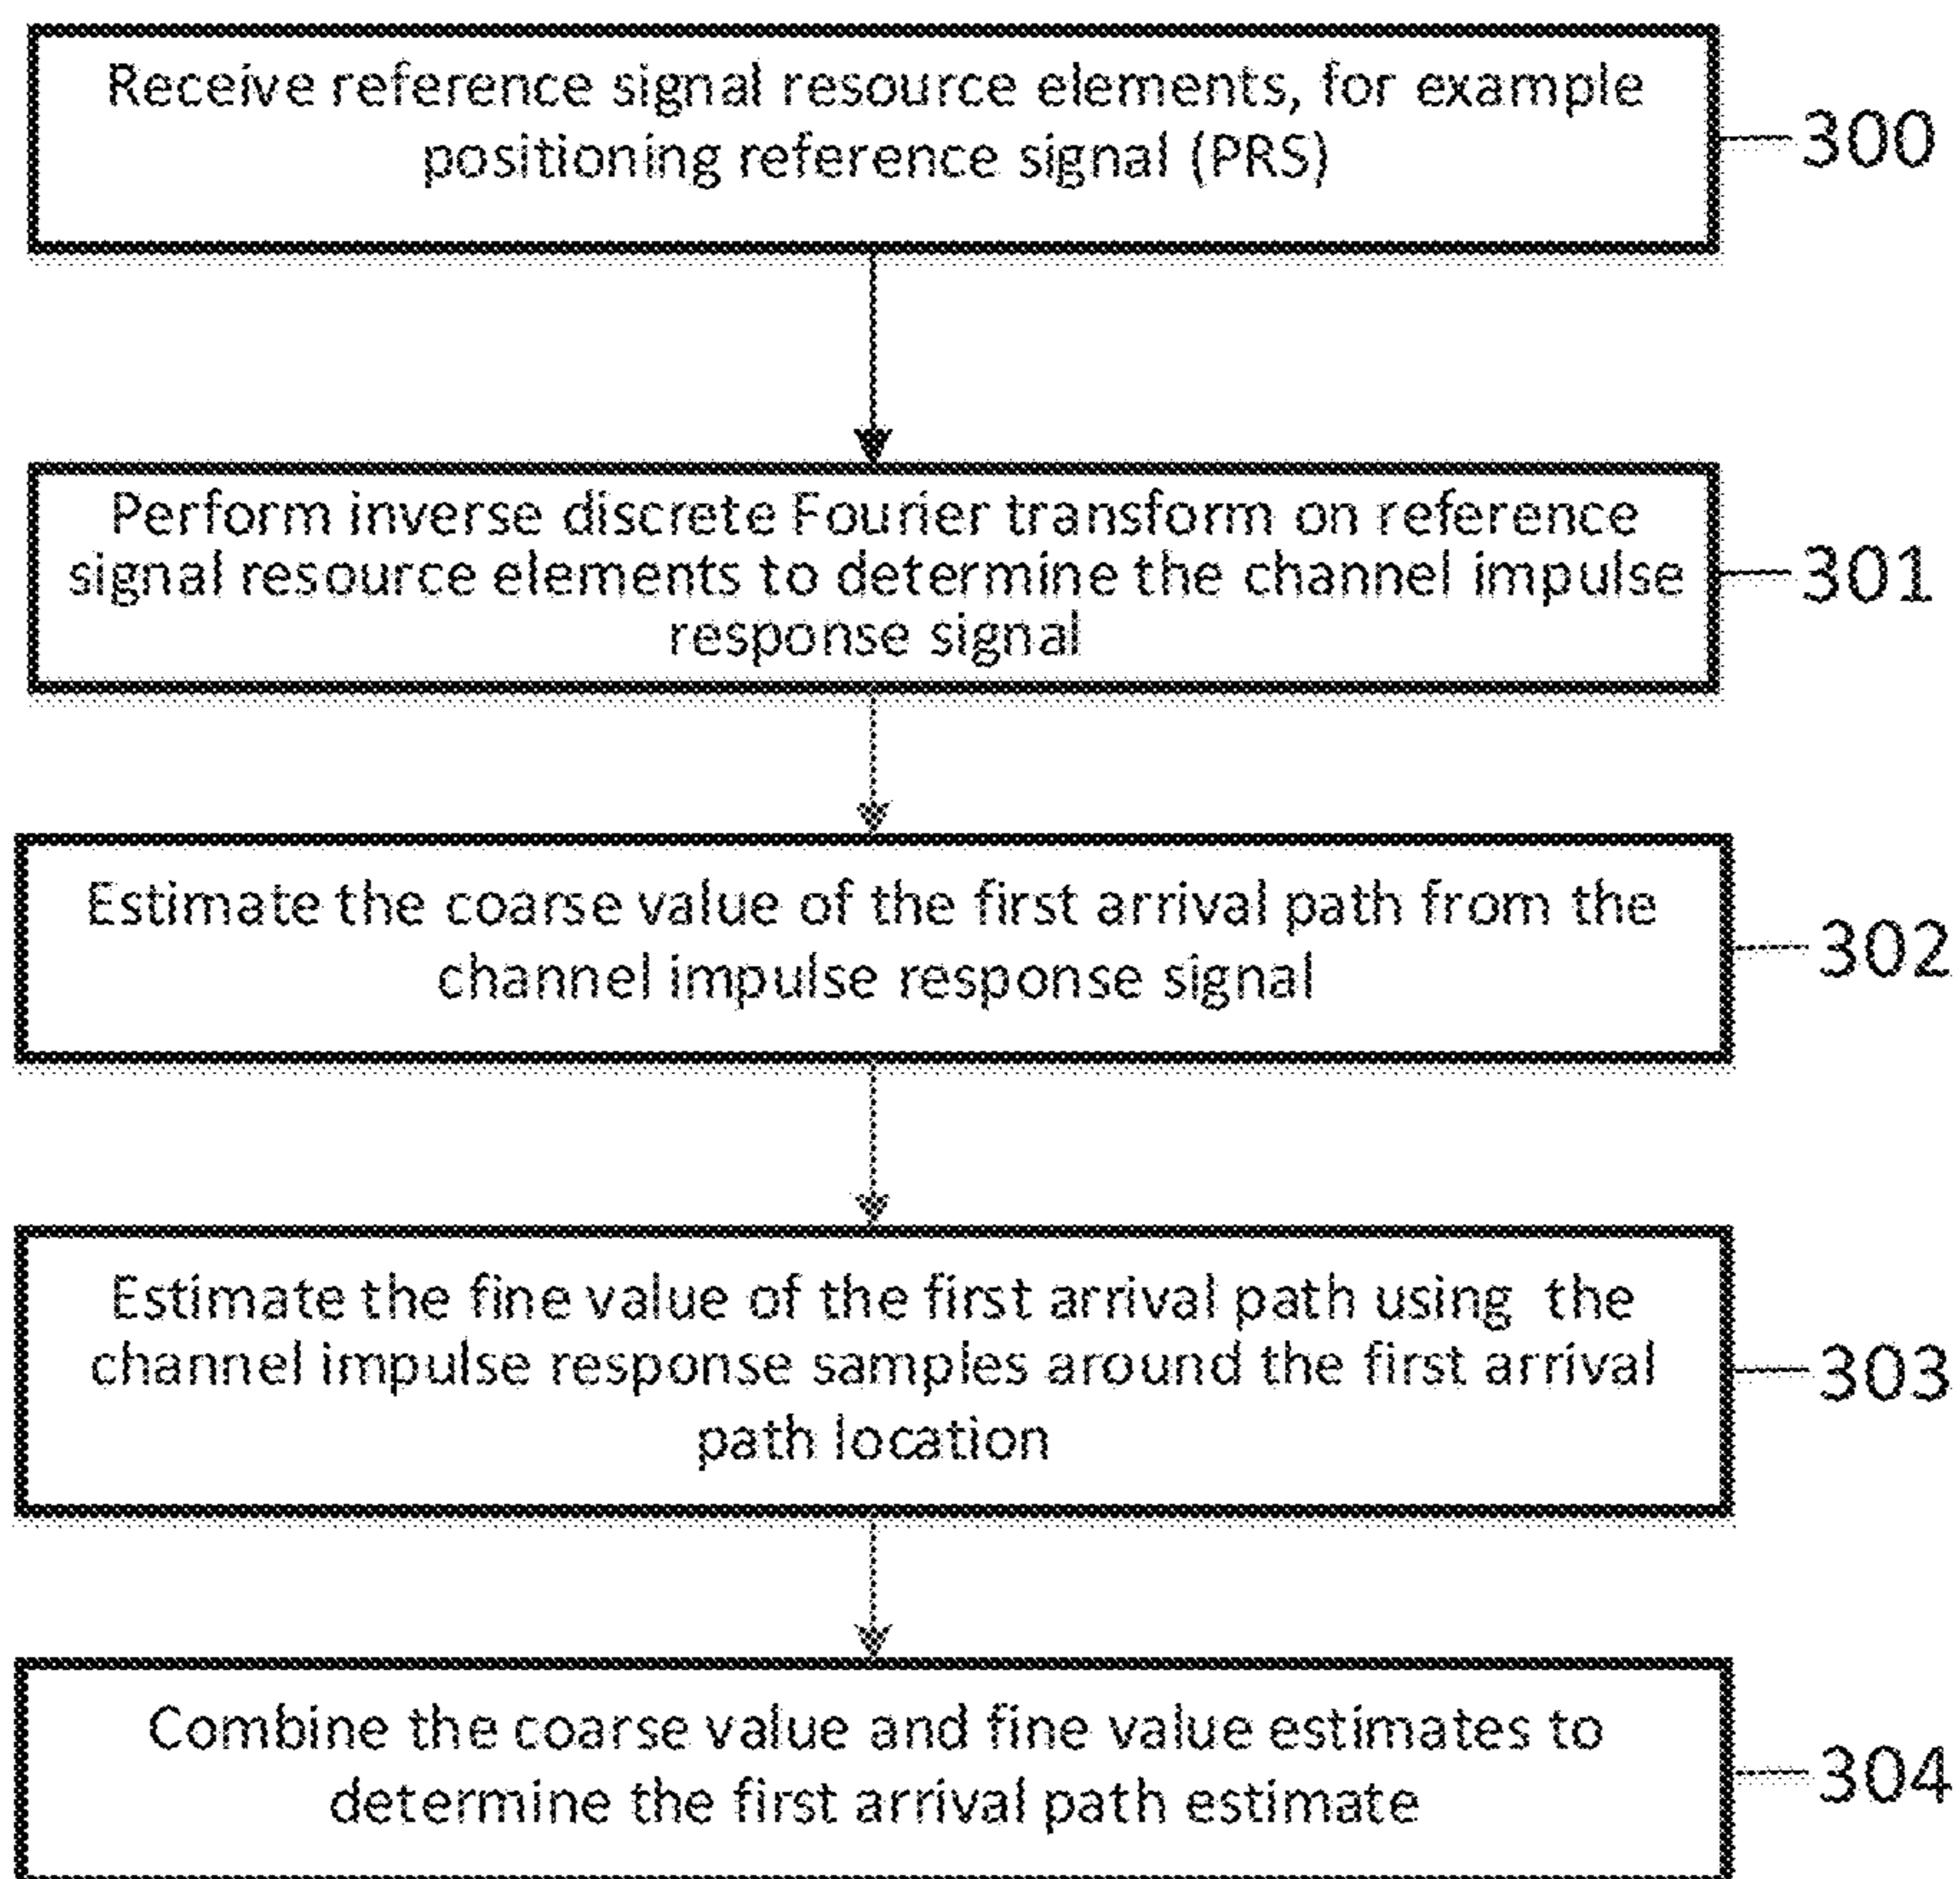 Receive reference signal resource elements, for example
positioning reference signal (PRS)
300
Perform inverse discrete Fourier transform on reference
signal resource elements to determine the channel impulse
response signal
301
Estimate the coarse value of the first arrival path from the
channel impulse response signal
302
Estimate the fine value of the first arrival path using the
channel impulse response samples around the first arrival
path location
303
Combine the coarse value and fine value estimates to
determine the first arrival path estimate
304